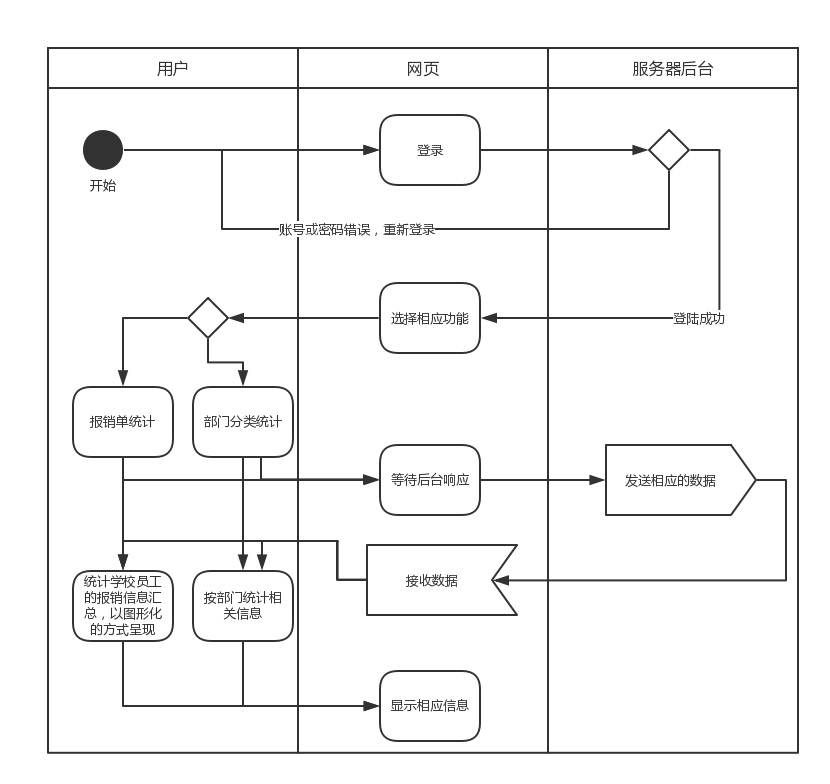 用户
网页
服务器后台
登录
开始
账号或密码错误，重新登录
选择相应功能
登陆成功
报销单统计
部门分类统计
等待后台响应
发送相应的数据
接收数据
统计学校员工
的报销信息汇
总，以图形化
的方式呈现
按部门统计相
关信息
显示相应信息